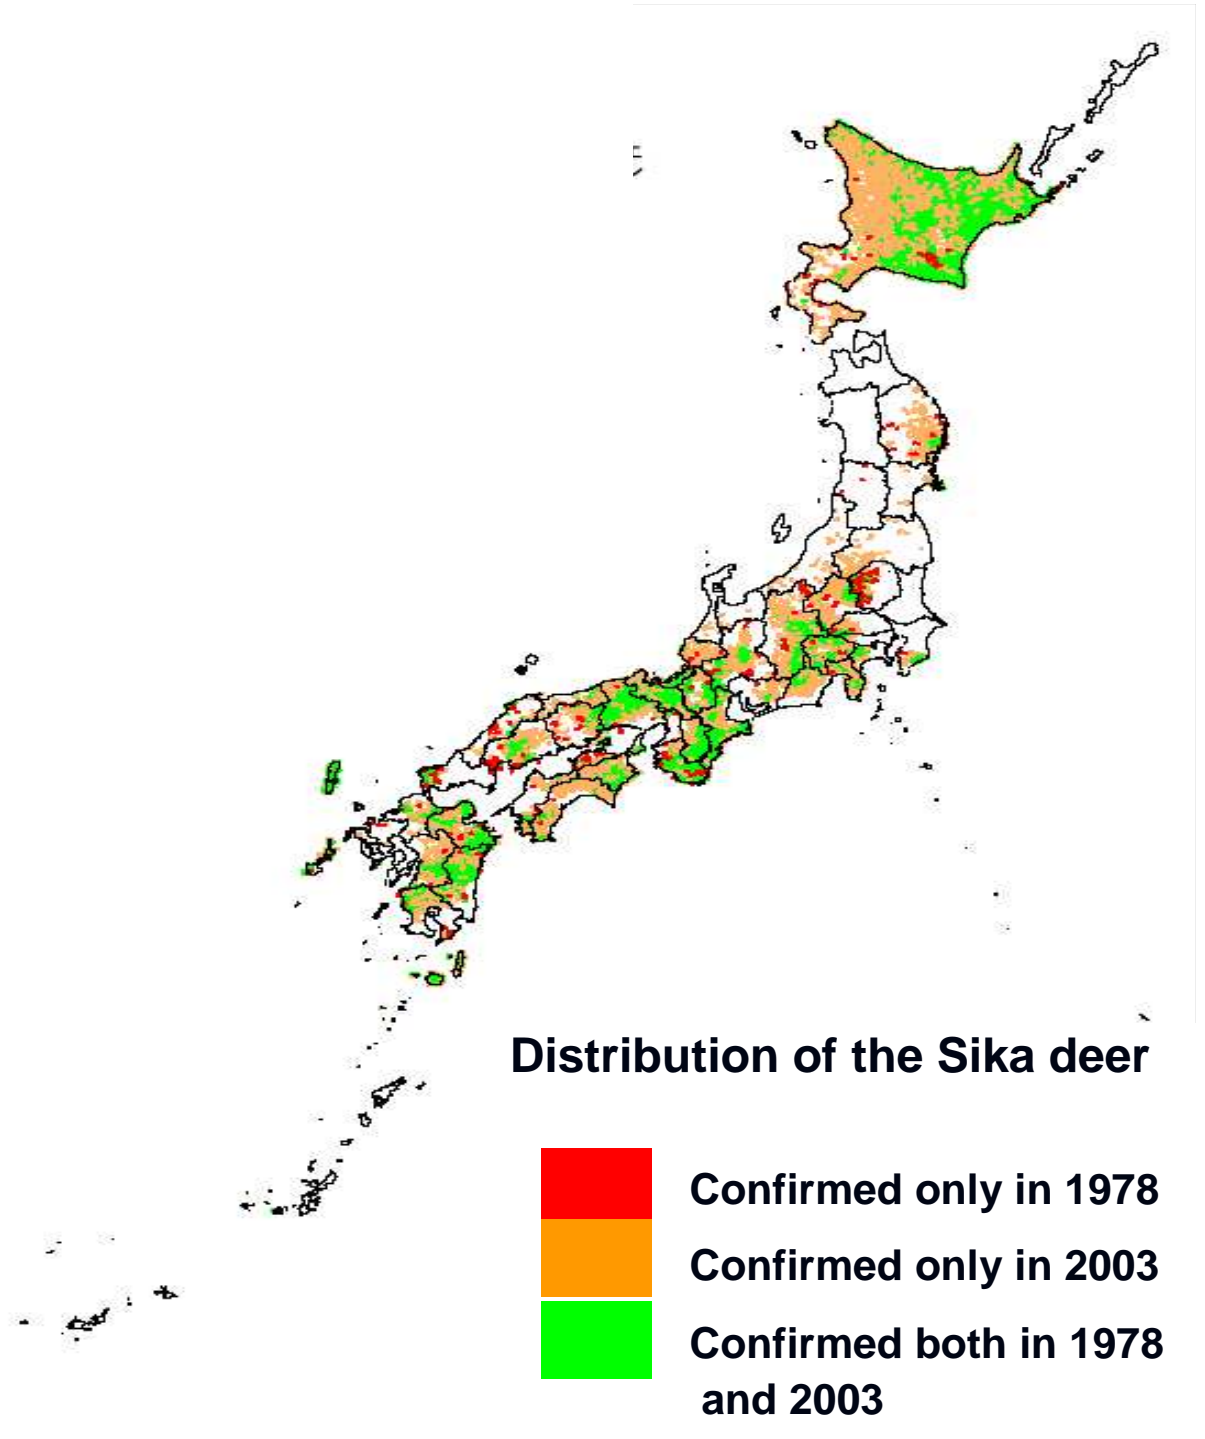 Distribution of the Sika deer
Confirmed only in 1978
Confirmed only in 2003
Confirmed both in 1978
and 2003